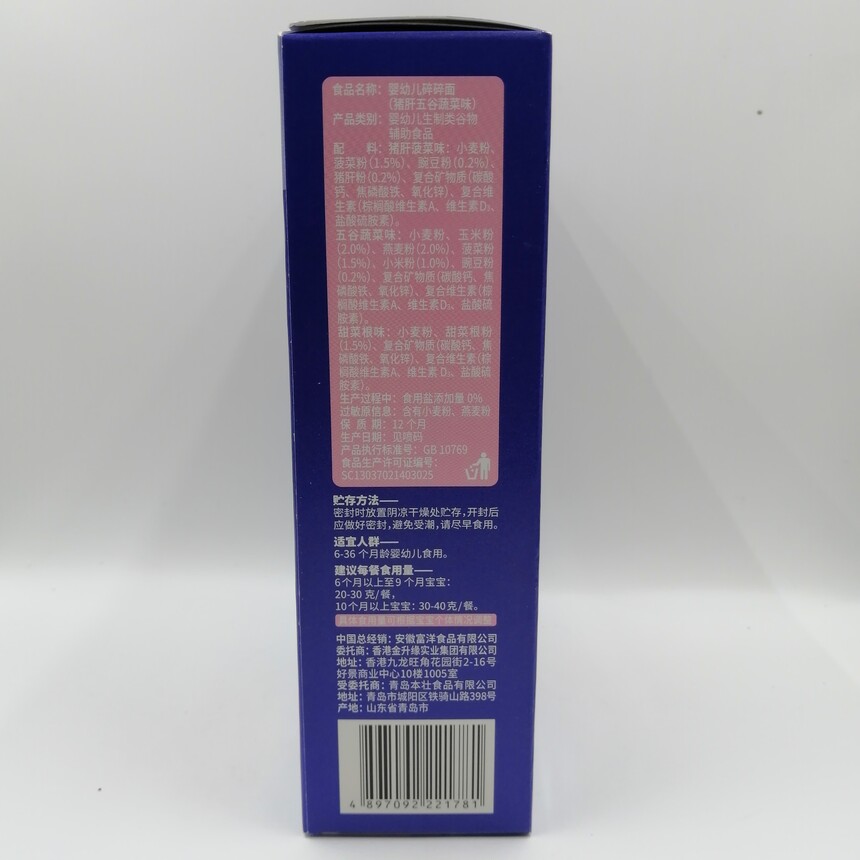 食品名称：婴幼儿碎碎面
（猪肝五谷蔬菜味）
产品类别：婴幼儿生制类谷物
辅助食品
配　　料：猪肝菠菜味：小麦粉、
菠菜粉（1.5%）、豌豆粉（0.2%）、
猪肝粉（0.2%）、复合矿物质（碳酸
钙、焦磷酸铁、氧化锌）、复合维
生素（棕榈酸维生素A、维生素D₃、
盐酸硫胺素）。
五谷蔬菜味：小麦粉、玉米粉
（2.0%）、燕麦粉（2.0%）、菠菜粉
（1.5%）、小米粉（1.0%）、豌豆粉
（0.2%）、复合矿物质（碳酸钙、焦
磷酸铁、氧化锌）、复合维生素（棕
榈酸维生素A、维生素D₃、盐酸硫
胺素）。
甜菜根味：小麦粉、甜菜根粉
（1.5%）、复合矿物质（碳酸钙、焦
磷酸铁、氧化锌）、复合维生素（棕
榈酸维生素A、维生素 D₃、盐酸硫
胺素）。
生产过程中：食用盐添加量 0%
过敏原信息：含有小麦粉、燕麦粉
保 质 期：12 个月
生产日期：见喷码
产品执行标准号：GB 10769
食品生产许可证编号：
SC13037021403025
贮存方法——
密封时放置阴凉干燥处贮存，开封后
应做好密封，避免受潮，请尽早食用。
适宜人群——
6-36 个月龄婴幼儿食用。
建议每餐食用量——
6个月以上至9 个月宝宝：
20-30 克/餐，
10个月以上宝宝：30-40克/餐。
具体食用量可根据宝宝个体情况调整
中国总经销：安徽富洋食品有限公司
委托商：香港金升缘实业集团有限公司
地址：香港九龙旺角花园街2-16号
好景商业中心10楼1005室
受委托商：青岛本壮食品有限公司
地址：青岛市城阳区铁骑山路398号
产地：山东省青岛市
4 897092 221781